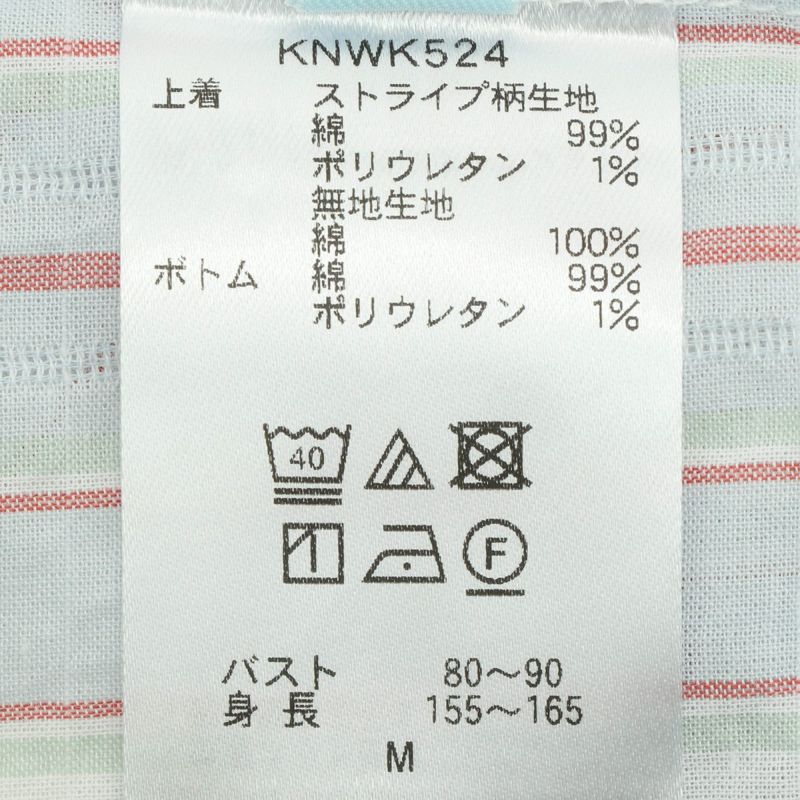 KNWK524
上着 ストライプ柄生地
綿 99%
ポリウレタン 1%
無地生地
綿 100%
ボトム 綿 99%
ポリウレタン 1%
40
F
バスト 80～90
身長 155～165
M